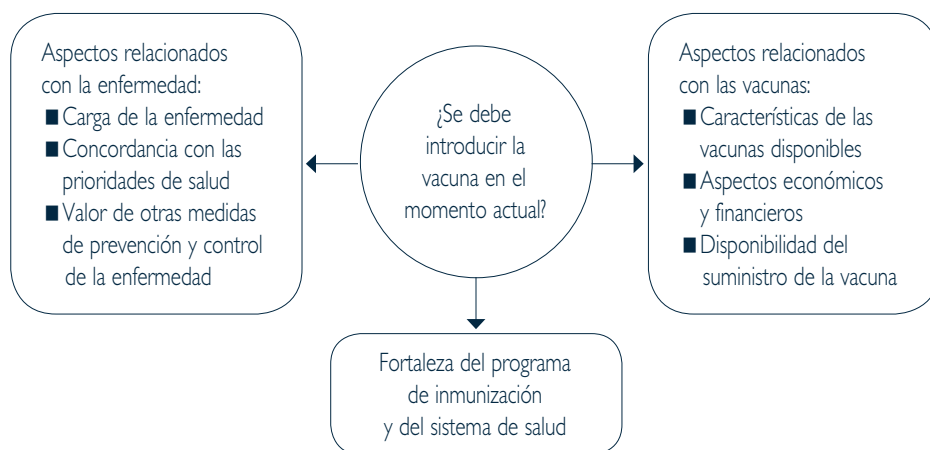 Aspectos relacionados
con la enfermedad:
■ Carga de la enfermedad
■ Concordancia con las
prioridades de salud
■ Valor de otras medidas
de prevención y control
de la enfermedad
¿Se debe
introducir la
vacuna en el
momento actual?
Aspectos relacionados
con las vacunas:
■ Características de las
vacunas disponibles
■ Aspectos económicos
y financieros
■ Disponibilidad del
suministro de la vacuna
Fortaleza del programa
de inmunización
y del sistema de salud